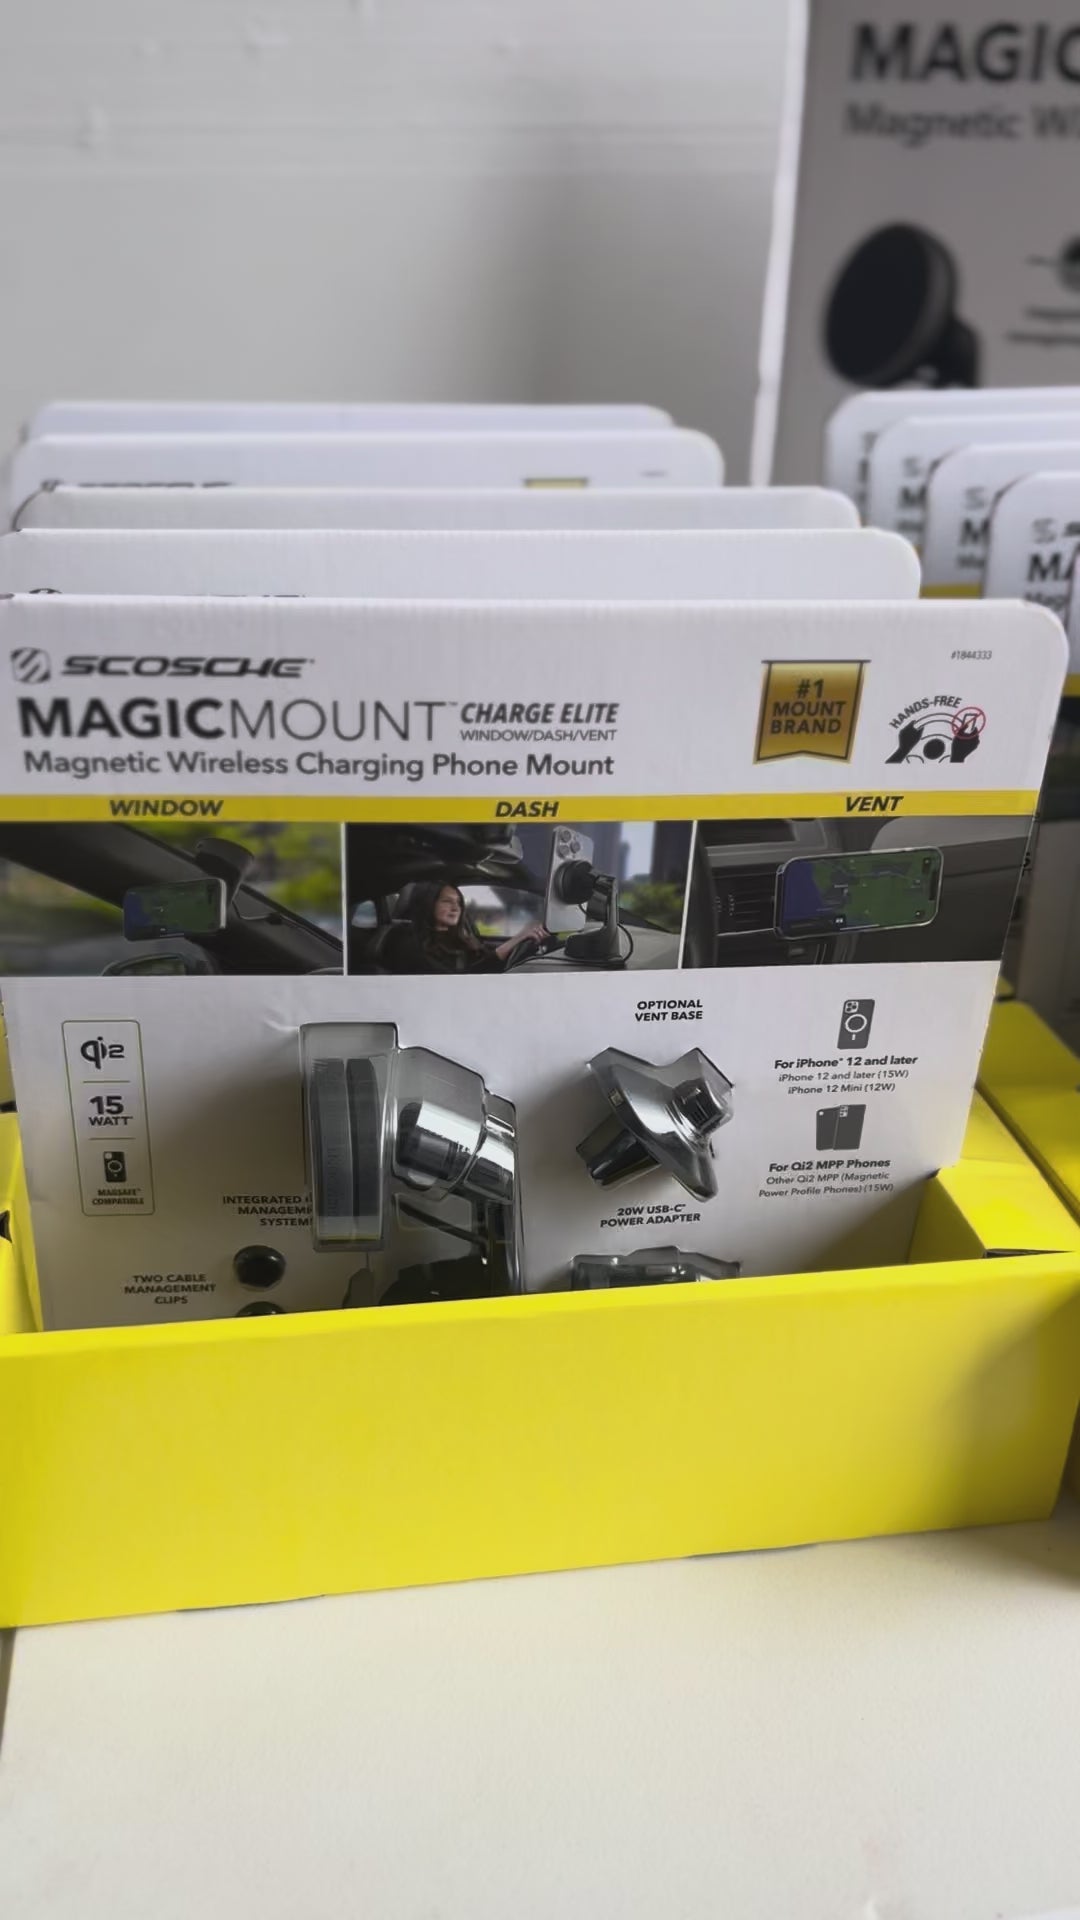 MAGIC
Magnetic
#1844333
SCOSCHE
MAGICMOUNT™ CHARGE ELITE
WINDOW/DASH/VENT
Magnetic Wireless Charging Phone Mount
#1
MOUNT
BRAND
HANDS-FREE
WINDOW
DASH
VENT
Qi2
15
WATT
MAGSAFE
COMPATIBLE
INTEGRATED
SYSTEM
TWO CABLE
MANAGEMENT
CLIPS
OPTIONAL
VENT BASE
20W USB-C
POWER ADAPTER
For iPhone® 12 and later
iPhone 12 and later (15W)
iPhone 12 Mini (12W)
For Qi2 MPP Phones
Other Qi2 MPP (Magnetic
Power Profile Phones) (15W)